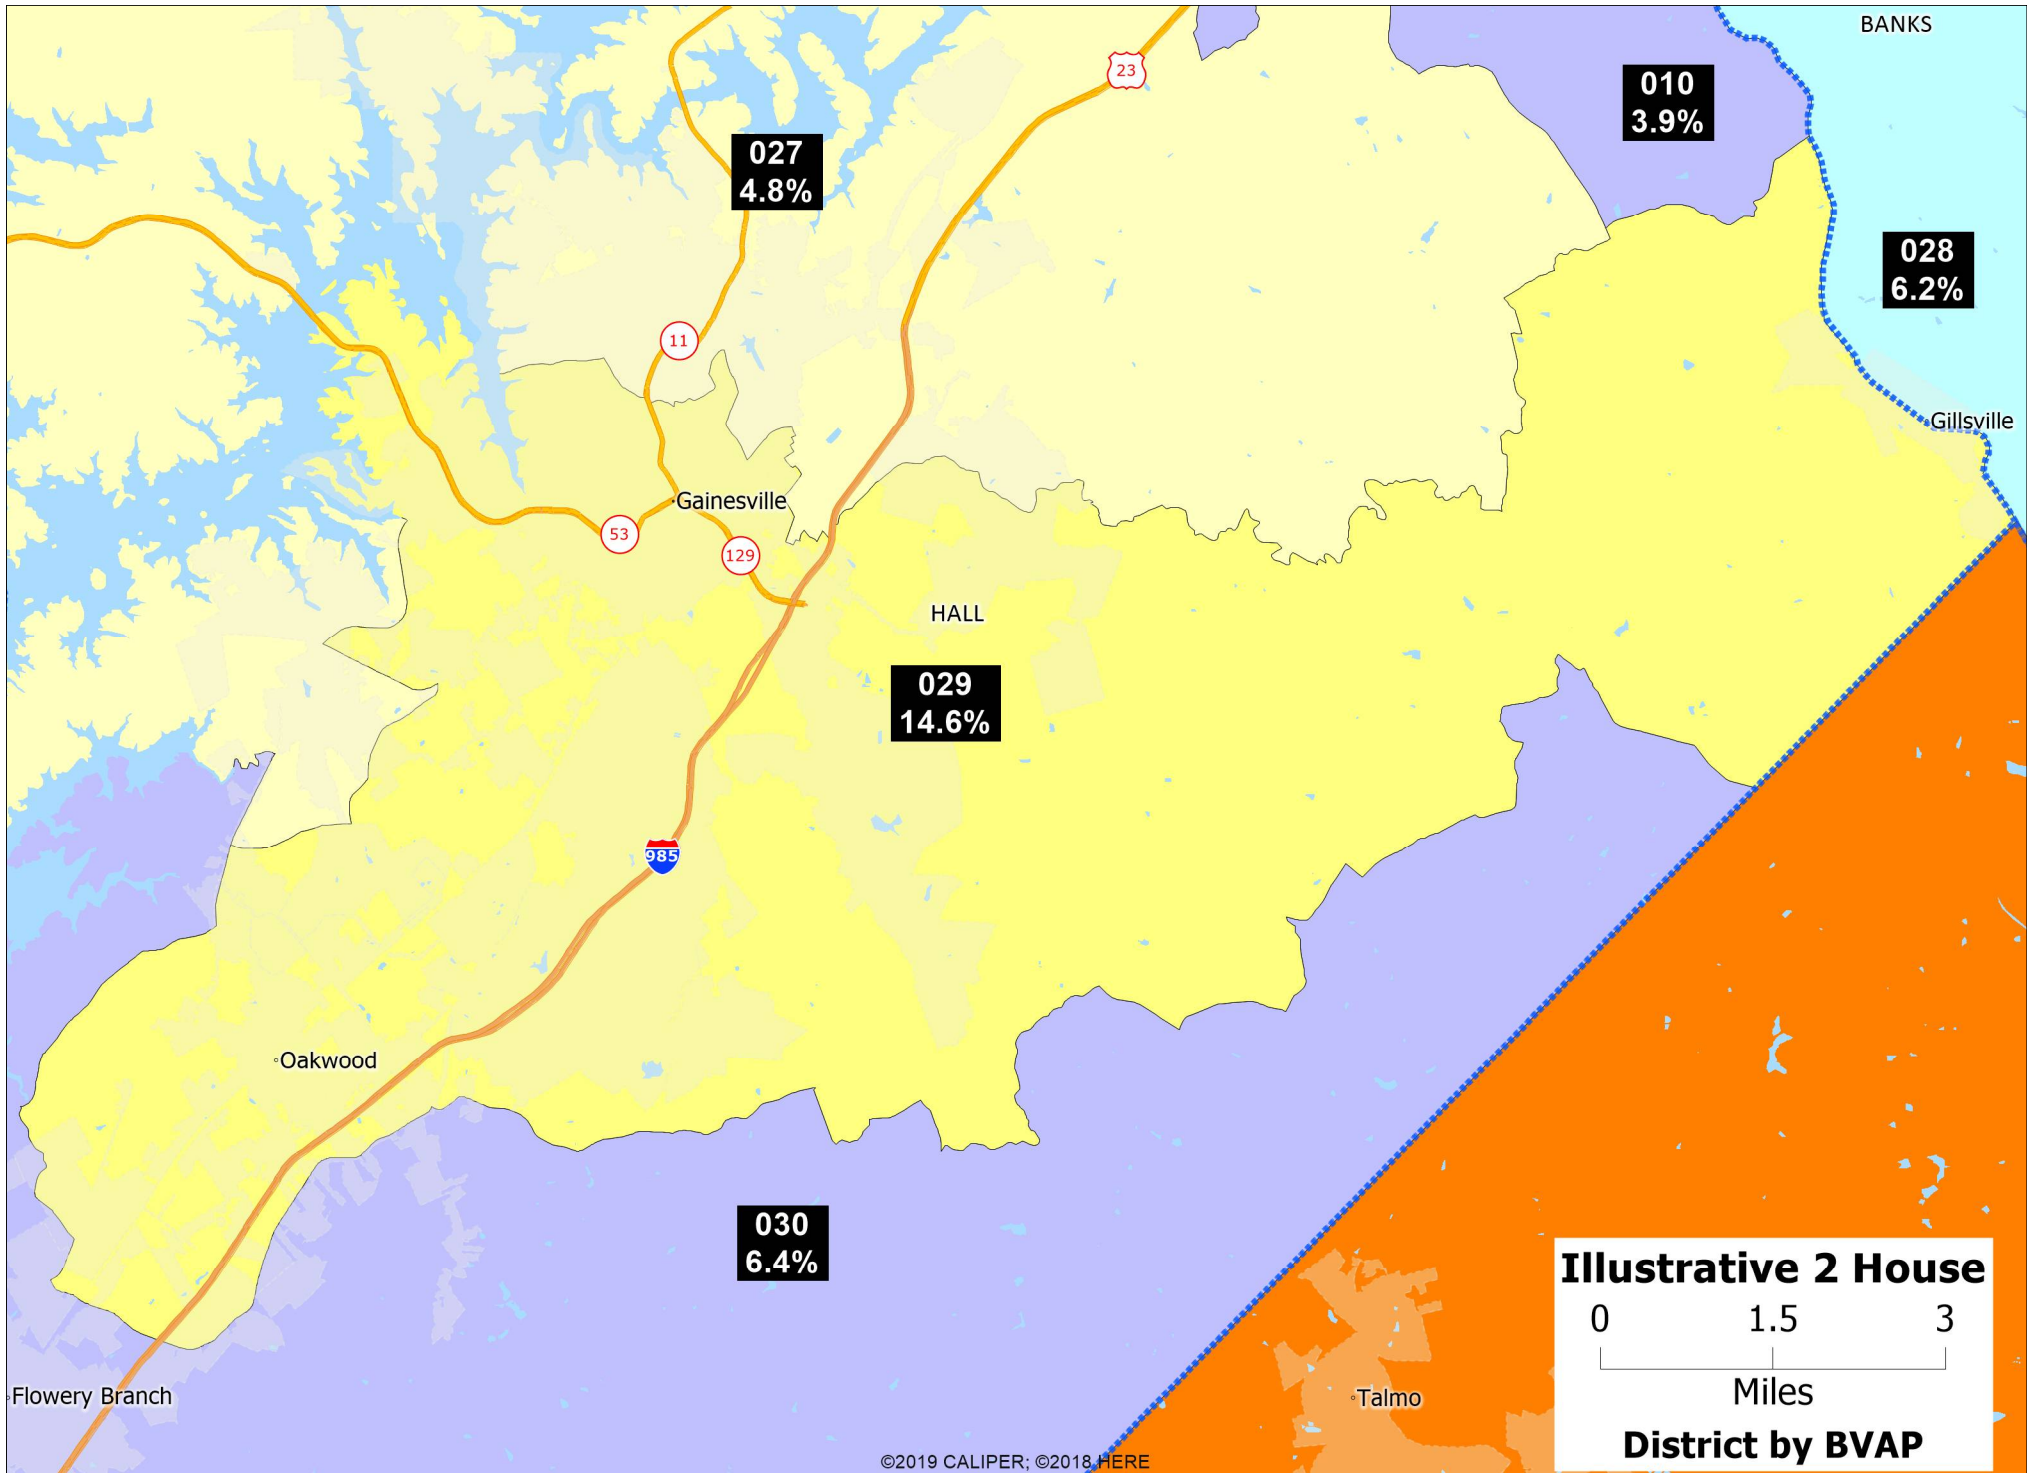 BANKS
23
010
3.9%
027
4.8%
028
6.2%
11
Gillsville
Gainesville
53
129
HALL
029
14.6%
985
Oakwood
030
6.4%
Flowery Branch
Talmo
Illustrative 2 House
0 1.5 3
Miles
District by BVAP
©2019 CALIPER; ©2018 HERE